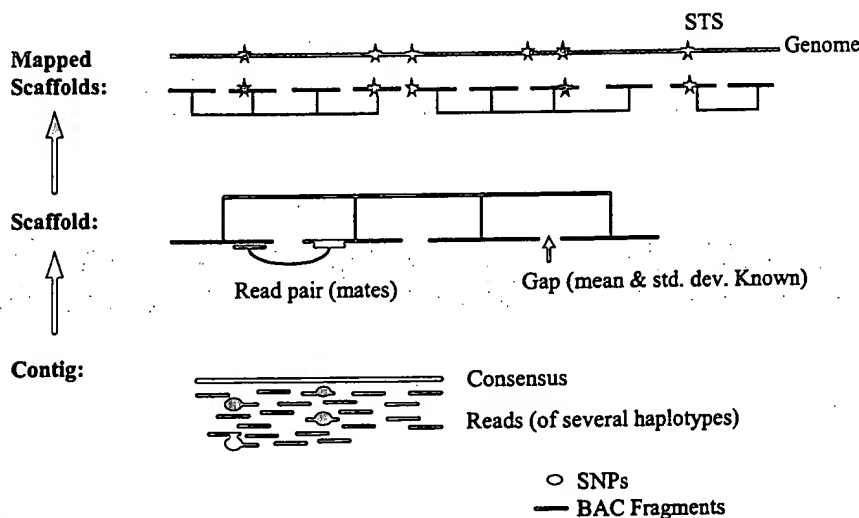 STS
Genome
Mapped
Scaffolds:
Scaffold:
Read pair (mates)
Gap (mean & std. dev. Known)
Contig:
Consensus
Reads (of several haplotypes)
SNPs
BAC Fragments